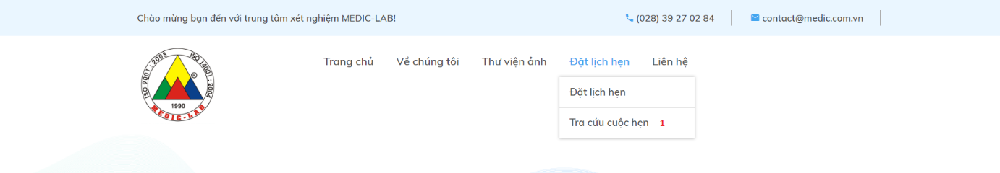 Chào mừng bạn đến với trung tâm xét nghiệm MEDIC-LAB!
(028) 39 27 02 84
contact@medic.com.vn
ISO 9001 : 2008
ISO 14001 : 2004
®
1990
MEDIC-LAB
Trang chủ
Về chúng tôi
Thư viện ảnh
Đặt lịch hẹn
Liên hệ
Đặt lịch hẹn
Tra cứu cuộc hẹn 1